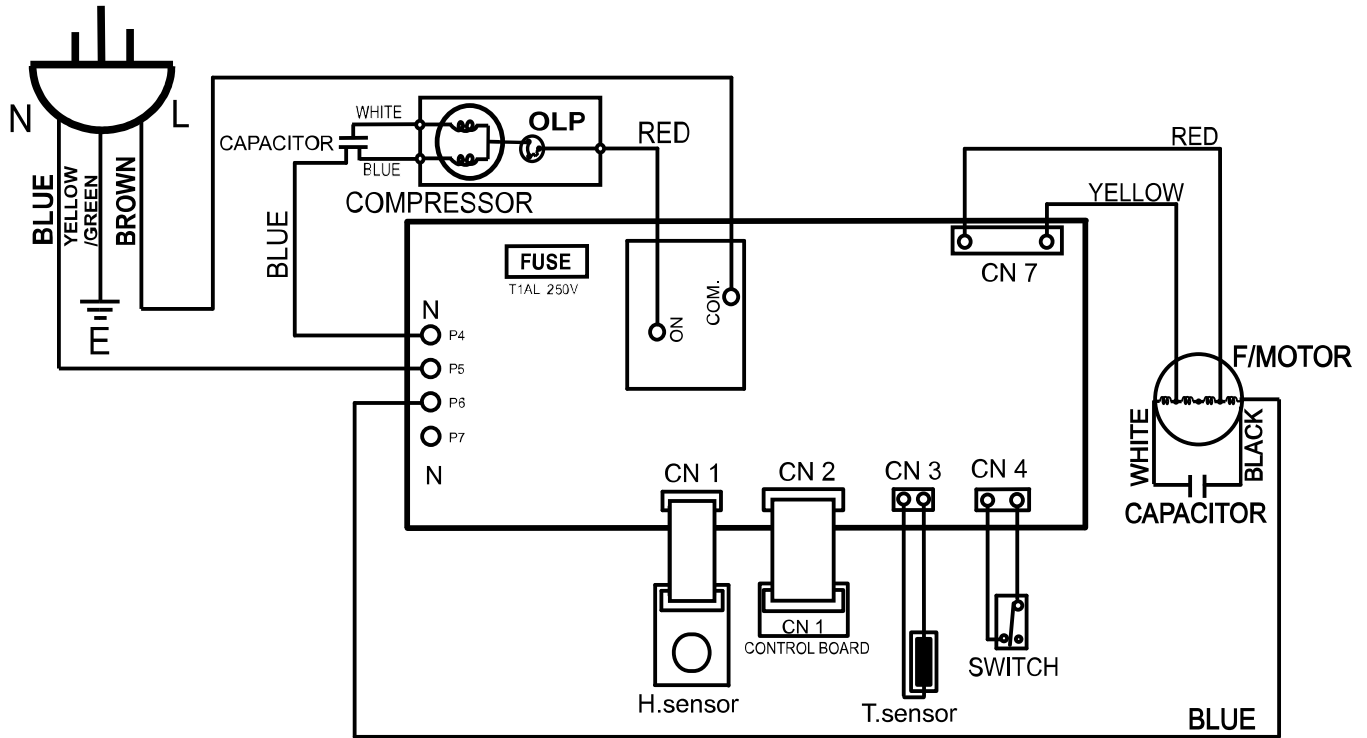 N
L
BLUE
YELLOW
/GREEN
BROWN
E
WHITE
CAPACITOR
BLUE
OLP
RED
COMPRESSOR
BLUE
FUSE
T1AL 250V
ON
COM.
N
P4
P5
P6
P7
N
RED
YELLOW
CN 7
F/MOTOR
WHITE
BLACK
CAPACITOR
CN 1
CN 2
CN 3
CN 4
CN 1
CONTROL BOARD
H.sensor
T.sensor
SWITCH
BLUE